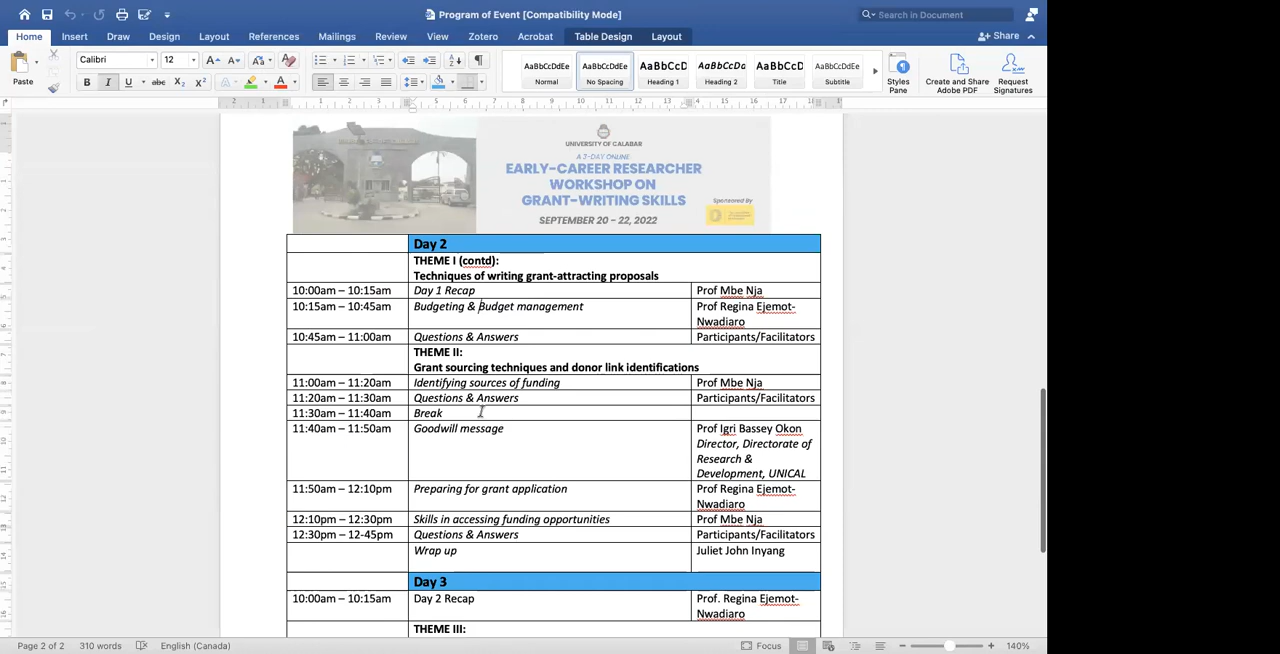 Program of Event [Compatibility Mode]
Search in Document
Home Insert Draw Design Layout References Mailings Review View Zotero Acrobat Table Design Layout
Share
Paste
Calibri 12
AaBbCcDdEe AaBbCcDdEe AaBbCcD AaBbCcDd AaBbCcD AaBbCcDdEe
Normal No Spacing Heading 1 Heading 2 Title Subtitle
Styles Pane
Create and Share Adobe PDF
Request Signatures
UNIVERSITY OF CALABAR
A 3-DAY ONLINE
EARLY-CAREER RESEARCHER
WORKSHOP ON
GRANT-WRITING SKILLS
Sponsored By
SEPTEMBER 20 - 22, 2022
Day 2
THEME I (contd):
Techniques of writing grant-attracting proposals
10:00am – 10:15am Day 1 Recap Prof Mbe Nja
10:15am – 10:45am Budgeting & Budget management Prof Regina Ejemot-
Nwadiaro
10:45am – 11:00am Questions & Answers Participants/Facilitators
THEME II:
Grant sourcing techniques and donor link identifications
11:00am – 11:20am Identifying sources of funding Prof Mbe Nja
11:20am – 11:30am Questions & Answers Participants/Facilitators
11:30am – 11:40am Break
11:40am – 11:50am Goodwill message Prof Igri Bassey Okon
Director, Directorate of
Research &
Development, UNICAL
11:50am – 12:10pm Preparing for grant application Prof Regina Ejemot-
Nwadiaro
12:10pm – 12:30pm Skills in accessing funding opportunities Prof Mbe Nja
12:30pm – 12-45pm Questions & Answers Participants/Facilitators
Wrap up Juliet John Inyang
Day 3
10:00am – 10:15am Day 2 Recap Prof. Regina Ejemot-
Nwadiaro
THEME III:
Page 2 of 2 310 words English (Canada) Focus 140%